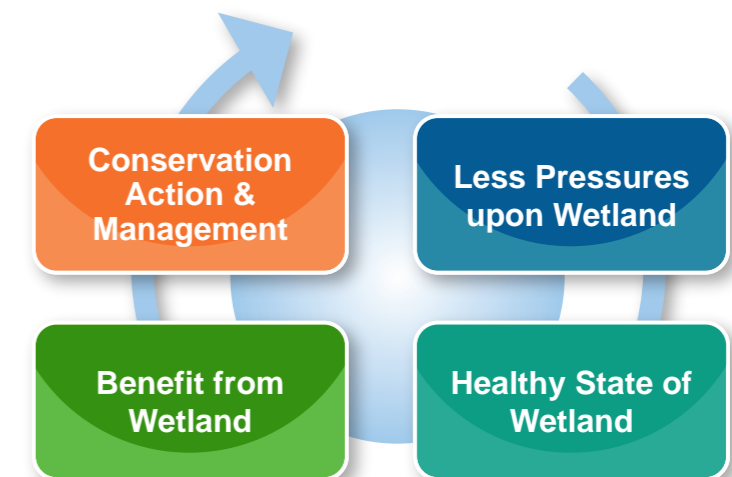 Conservation
Action &
Management
Less Pressures
upon Wetland
Benefit from
Wetland
Healthy State of
Wetland